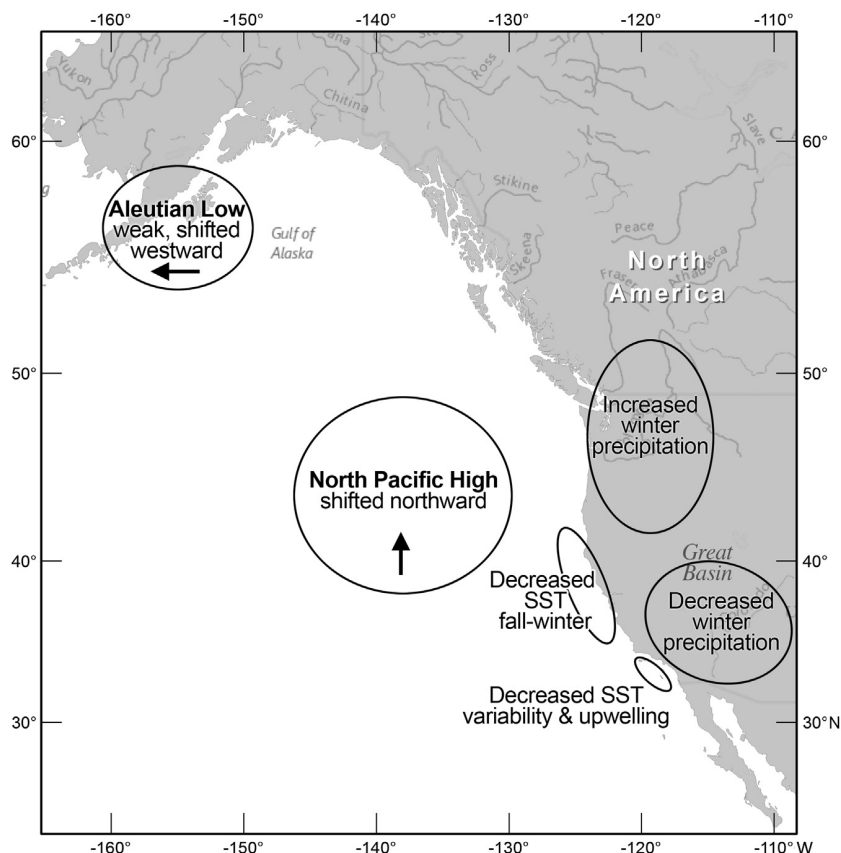 -160°
-150°
-140°
-130°
-120°
-110°
Yukon
Ross
Chitina
Slave
60°
Stikine
Aleutian Low
weak, shifted
westward
Gulf of
Alaska
Peace
Skeena
Fraser
Athabasca
North
America
50°
50°
Increased
winter
precipitation
North Pacific High
shifted northward
Great
Basin
40°
40°
Decreased
SST
fall-winter
Decreased
winter
precipitation
Decreased SST
variability & upwelling
30°
30°N
-160°
-150°
-140°
-130°
-120°
-110° W